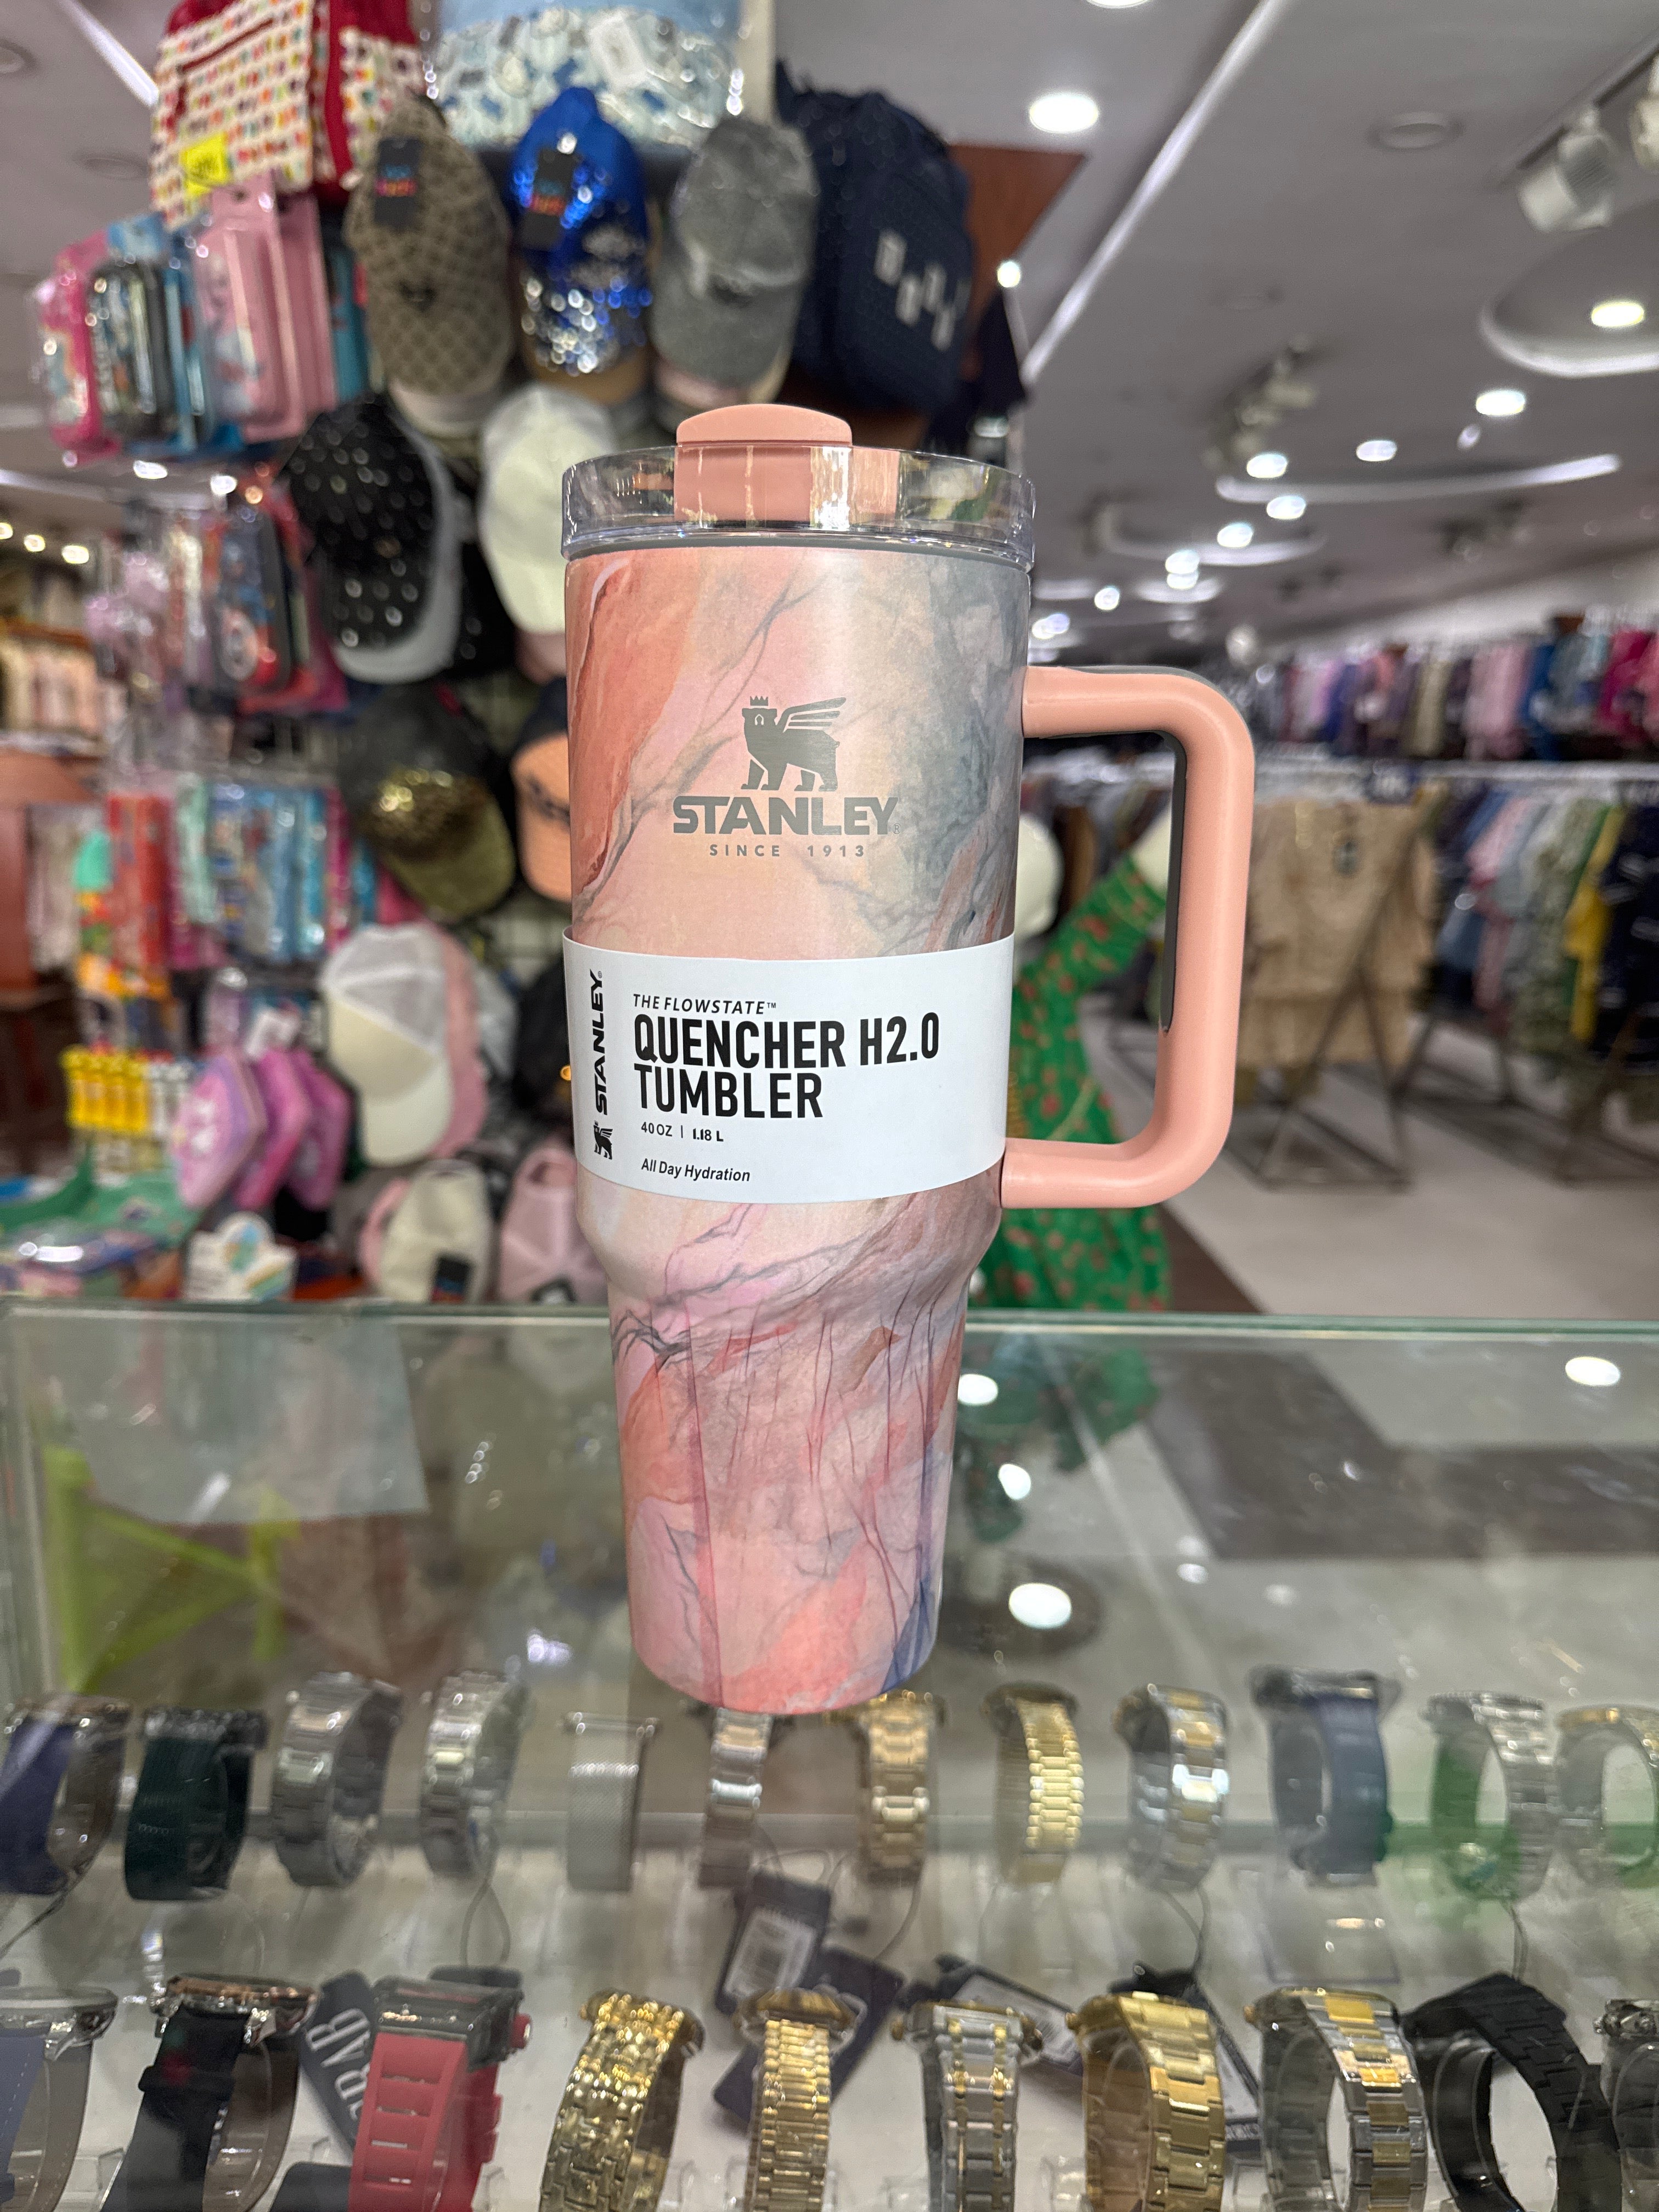 STANLEY®
SINCE 1913
STANLEY®
THE FLOWSTATE™
QUENCHER H2.0
TUMBLER
40 OZ | 1.18 L
All Day Hydration